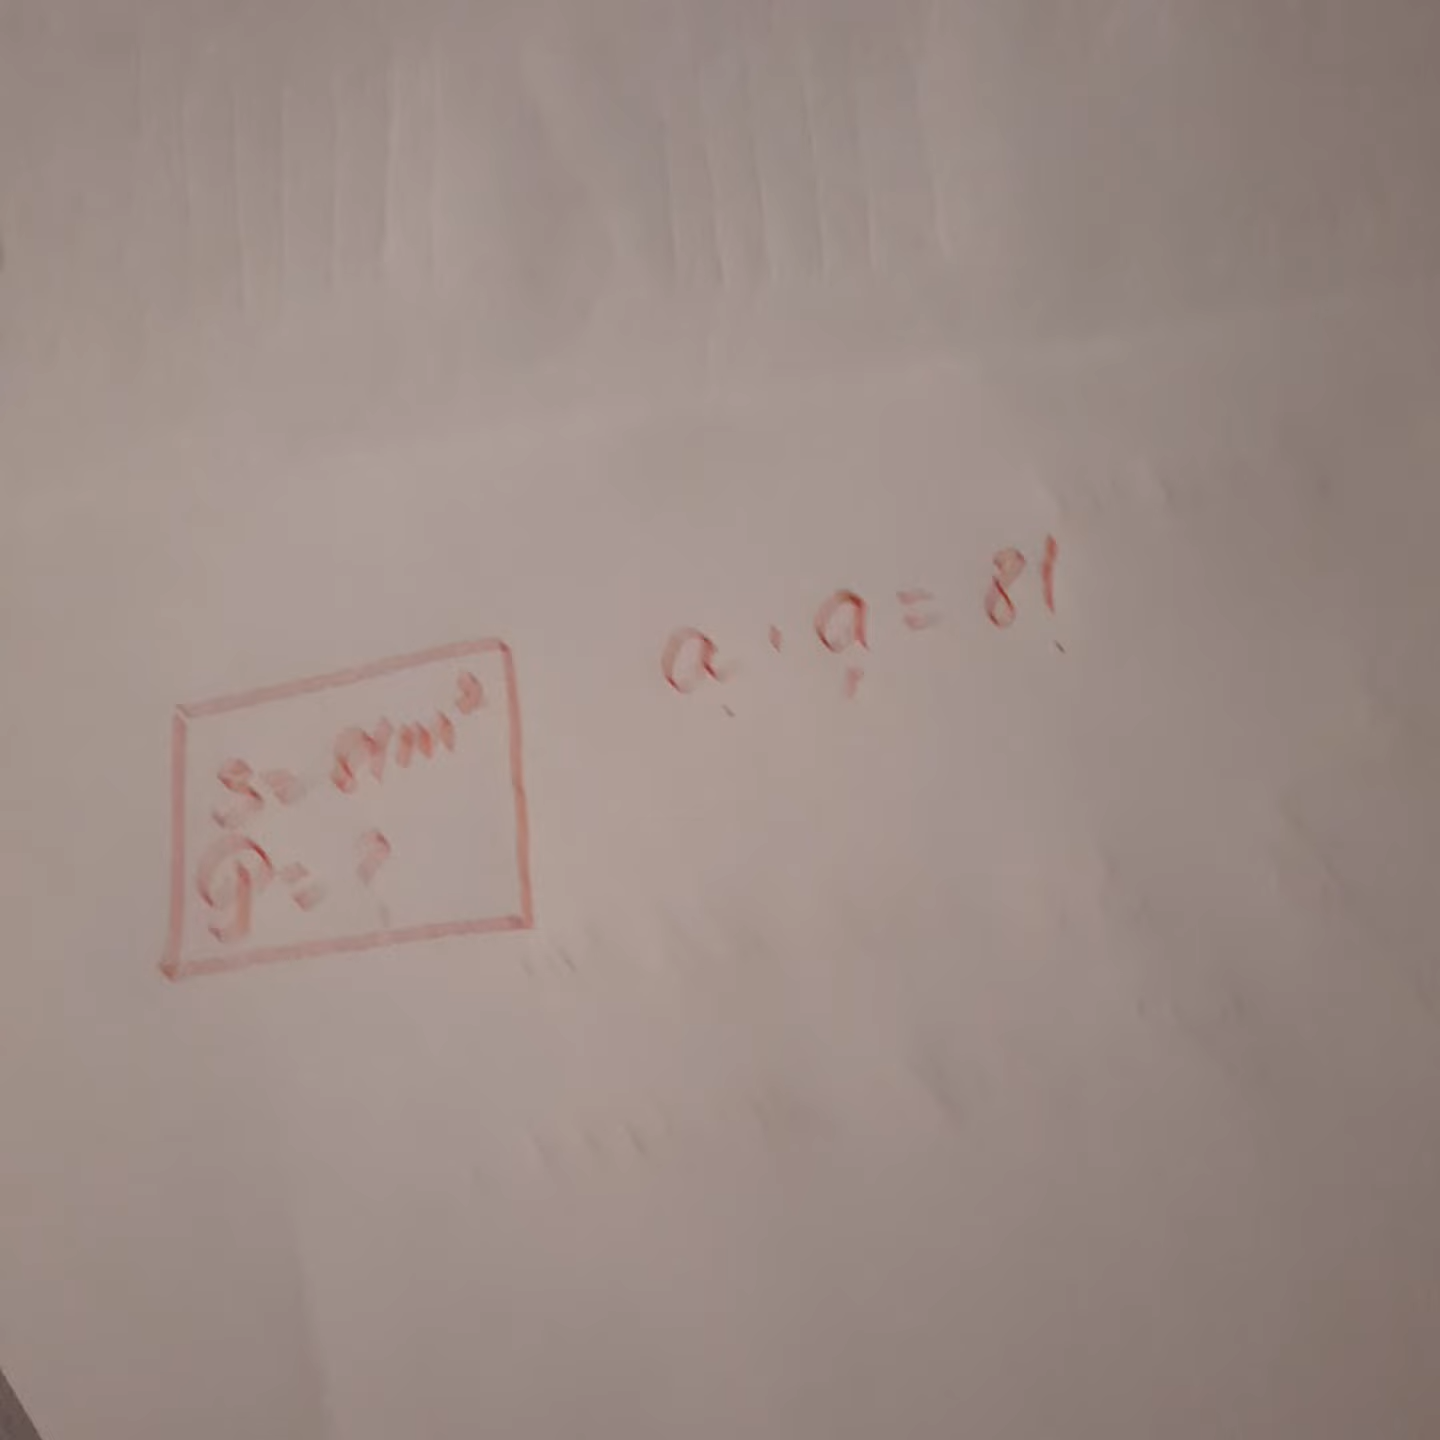 a · a = 81
S = 81m²
P = ?